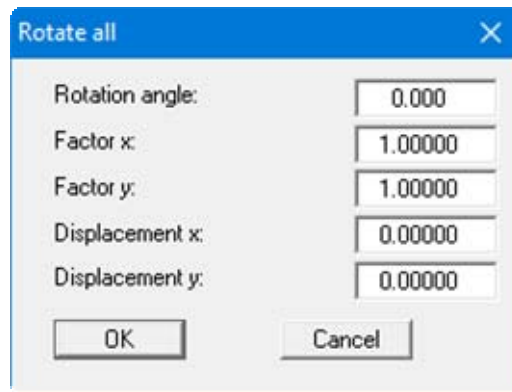 Rotate all
Rotation angle: 0.000
Factor x: 1.00000
Factor y: 1.00000
Displacement x: 0.00000
Displacement y: 0.00000
OK Cancel